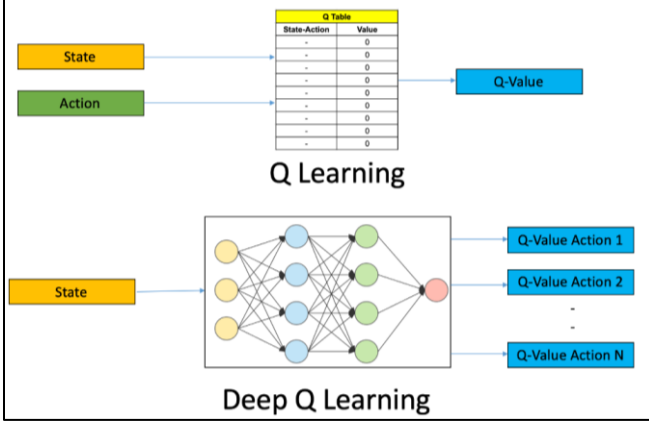 Q Table
State-Action Value
- 0
- 0
- 0
- 0
- 0
- 0
- 0
- 0
- 0
State
Action
Q-Value
Q Learning
State
Q-Value Action 1
Q-Value Action 2
-
-
Q-Value Action N
Deep Q Learning